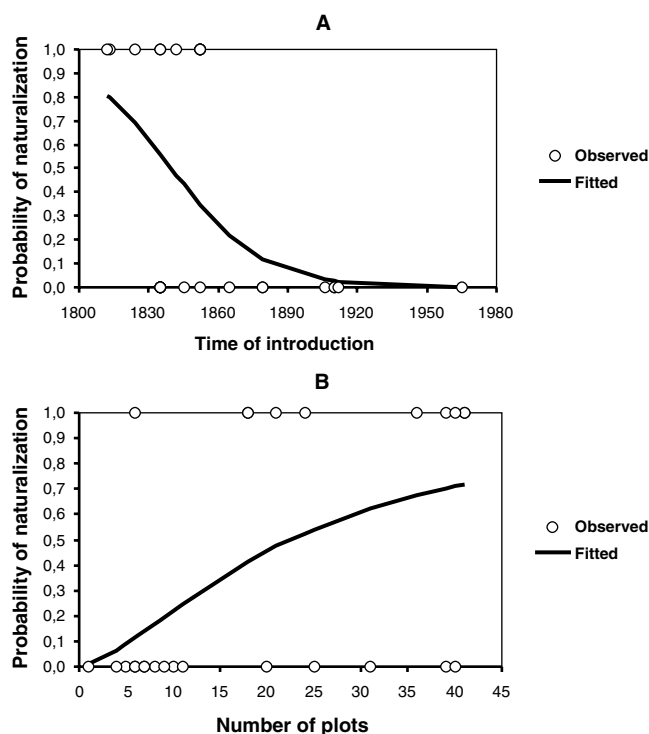 A
Probability of naturalization
1,0
0,9
0,8
0,7
0,6
0,5
0,4
0,3
0,2
0,1
0,0
1800 1830 1860 1890 1920 1950 1980
Time of introduction
Observed
Fitted
B
Probability of naturalization
1,0
0,9
0,8
0,7
0,6
0,5
0,4
0,3
0,2
0,1
0,0
0 5 10 15 20 25 30 35 40 45
Number of plots
Observed
Fitted